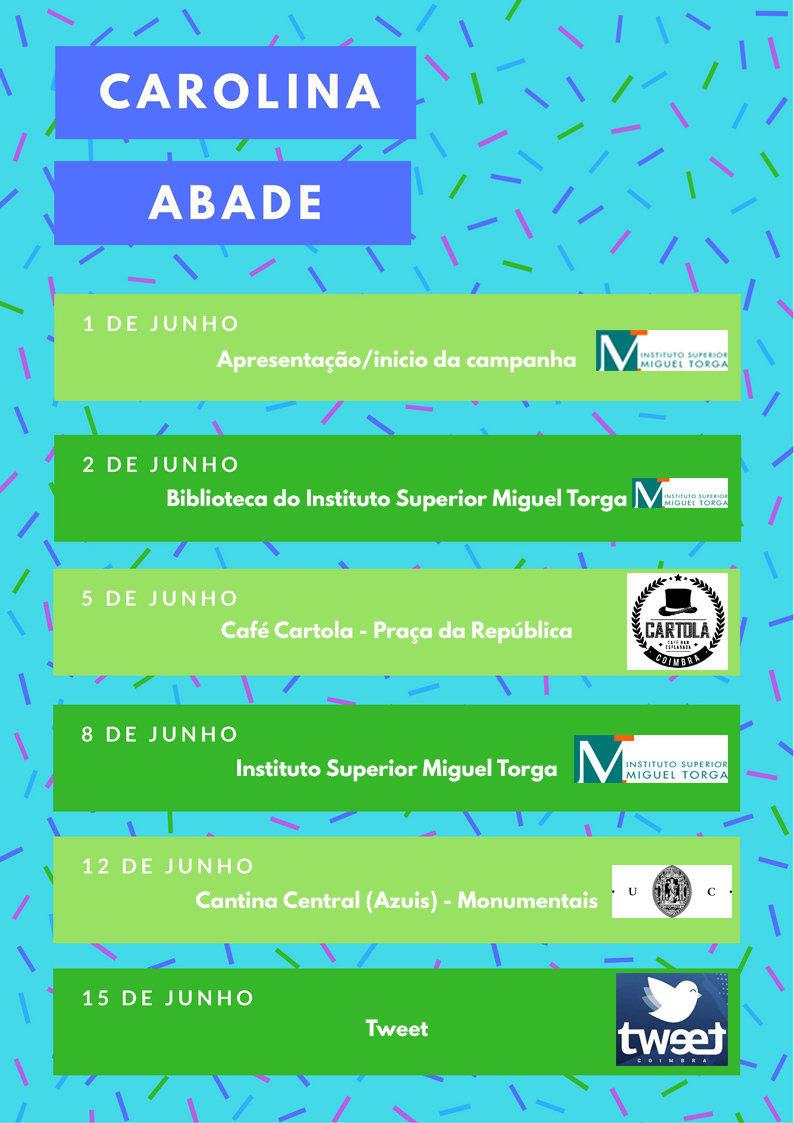 CAROLINA
ABADE
1 DE JUNHO
Apresentação/inicio da campanha
INSTITUTO SUPERIOR
MIGUEL TORGA
2 DE JUNHO
Biblioteca do Instituto Superior Miguel Torga
INSTITUTO SUPERIOR
MIGUEL TORGA
5 DE JUNHO
Café Cartola - Praça da República
CARTOLA
CAFÉ BAR
ESPLANADA
COIMBRA
8 DE JUNHO
Instituto Superior Miguel Torga
INSTITUTO SUPERIOR
MIGUEL TORGA
12 DE JUNHO
Cantina Central (Azuis) - Monumentais
· U C ·
15 DE JUNHO
Tweet
tweet
COIMBRA